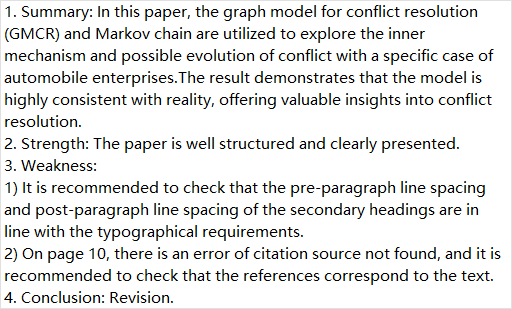 1. Summary: In this paper, the graph model for conflict resolution
(GMCR) and Markov chain are utilized to explore the inner
mechanism and possible evolution of conflict with a specific case of
automobile enterprises.The result demonstrates that the model is
highly consistent with reality, offering valuable insights into conflict
resolution.
2. Strength: The paper is well structured and clearly presented.
3. Weakness:
1) It is recommended to check that the pre-paragraph line spacing
and post-paragraph line spacing of the secondary headings are in
line with the typographical requirements.
2) On page 10, there is an error of citation source not found, and it is
recommended to check that the references correspond to the text.
4. Conclusion: Revision.